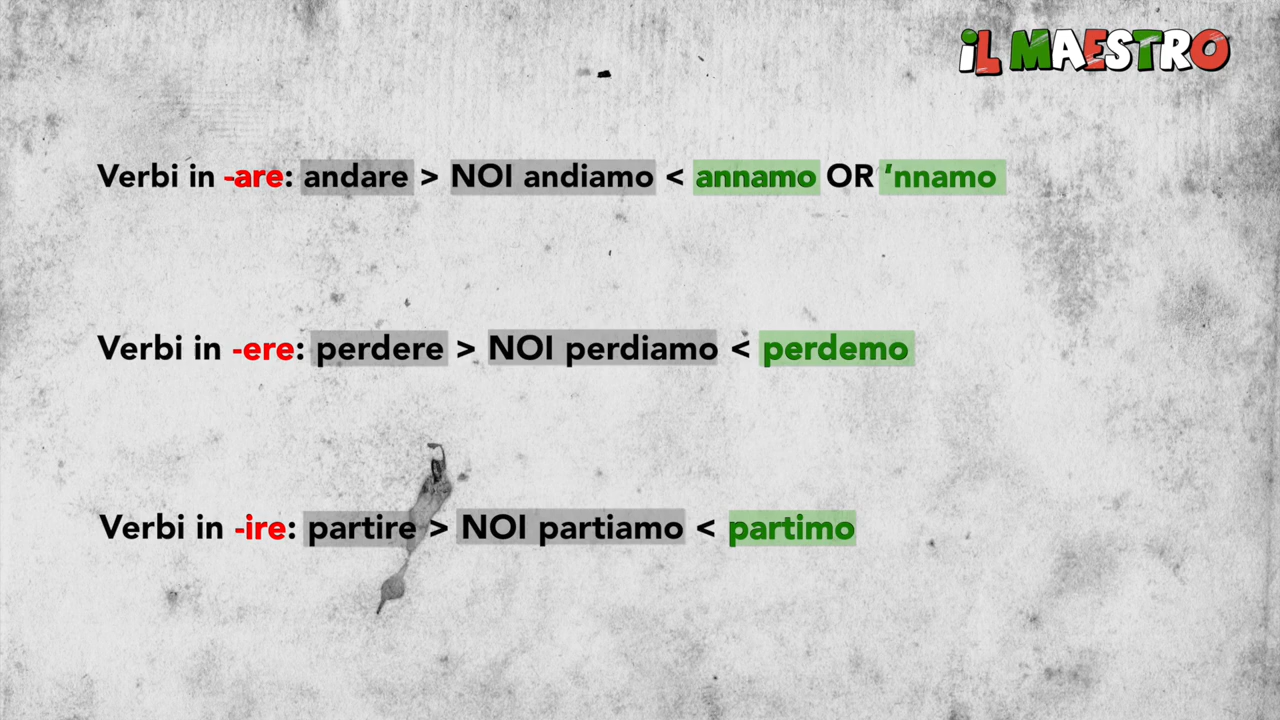 iL MAESTRO
Verbi in -are: andare > NOI andiamo < annamo OR ‘nnamo
Verbi in -ere: perdere > NOI perdiamo < perdemo
Verbi in -ire: partire > NOI partiamo < partimo